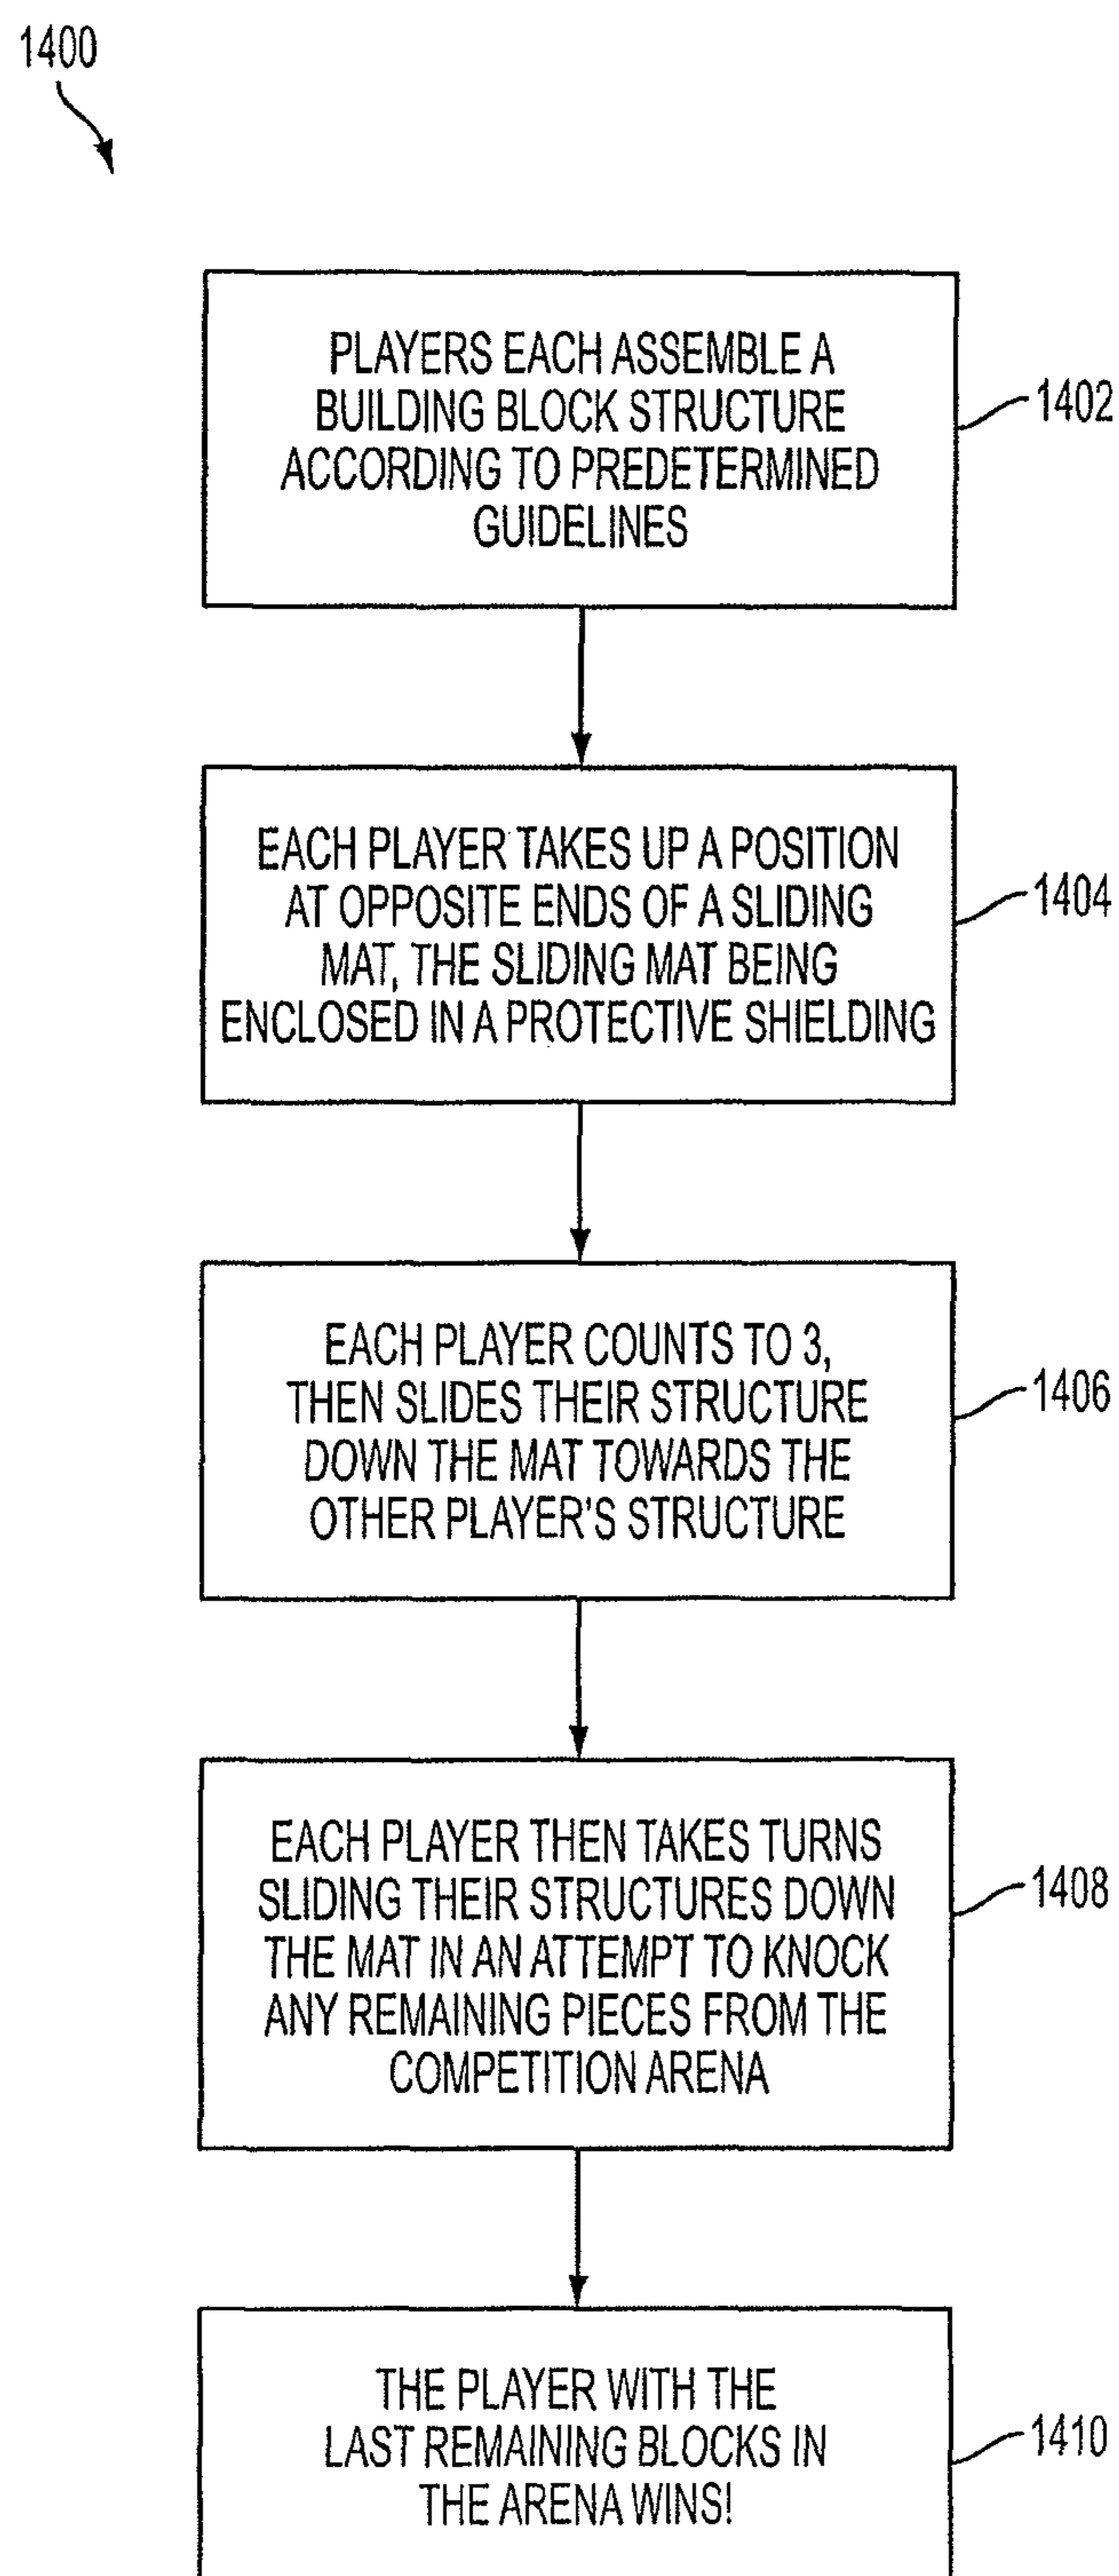 1400
PLAYERS EACH ASSEMBLE A
BUILDING BLOCK STRUCTURE
ACCORDING TO PREDETERMINED
GUIDELINES
1402
EACH PLAYER TAKES UP A POSITION
AT OPPOSITE ENDS OF A SLIDING
MAT, THE SLIDING MAT BEING
ENCLOSED IN A PROTECTIVE SHIELDING
1404
EACH PLAYER COUNTS TO 3,
THEN SLIDES THEIR STRUCTURE
DOWN THE MAT TOWARDS THE
OTHER PLAYER'S STRUCTURE
1406
EACH PLAYER THEN TAKES TURNS
SLIDING THEIR STRUCTURES DOWN
THE MAT IN AN ATTEMPT TO KNOCK
ANY REMAINING PIECES FROM THE
COMPETITION ARENA
1408
THE PLAYER WITH THE
LAST REMAINING BLOCKS IN
THE ARENA WINS!
1410